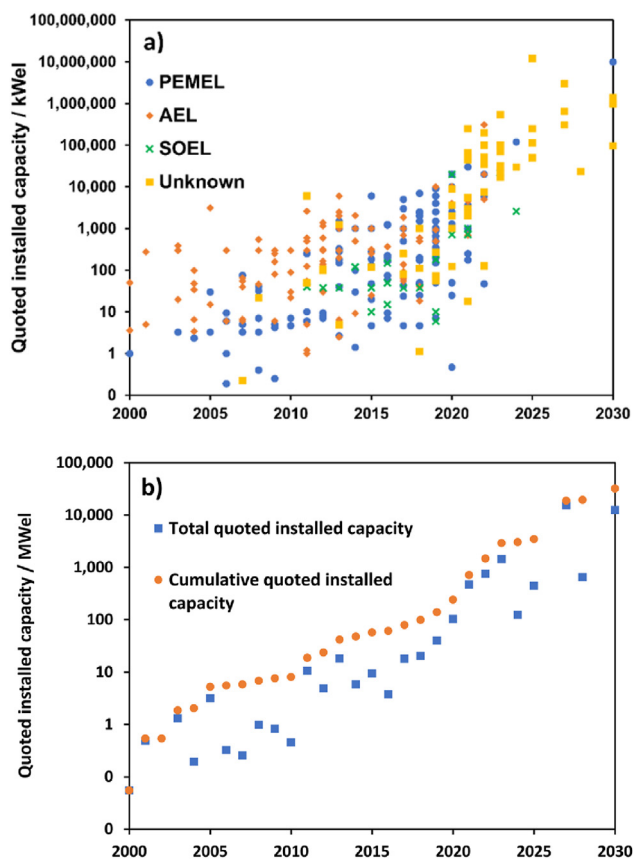 a)
Quoted installed capacity / kWel
100,000,000
10,000,000
1,000,000
100,000
10,000
1,000
100
10
1
0
PEMEL
AEL
SOEL
Unknown
2000 2005 2010 2015 2020 2025 2030
b)
Quoted installed capacity / MWel
100,000
10,000
1,000
100
10
1
0
0
Total quoted installed capacity
Cumulative quoted installed
capacity
2000 2005 2010 2015 2020 2025 2030